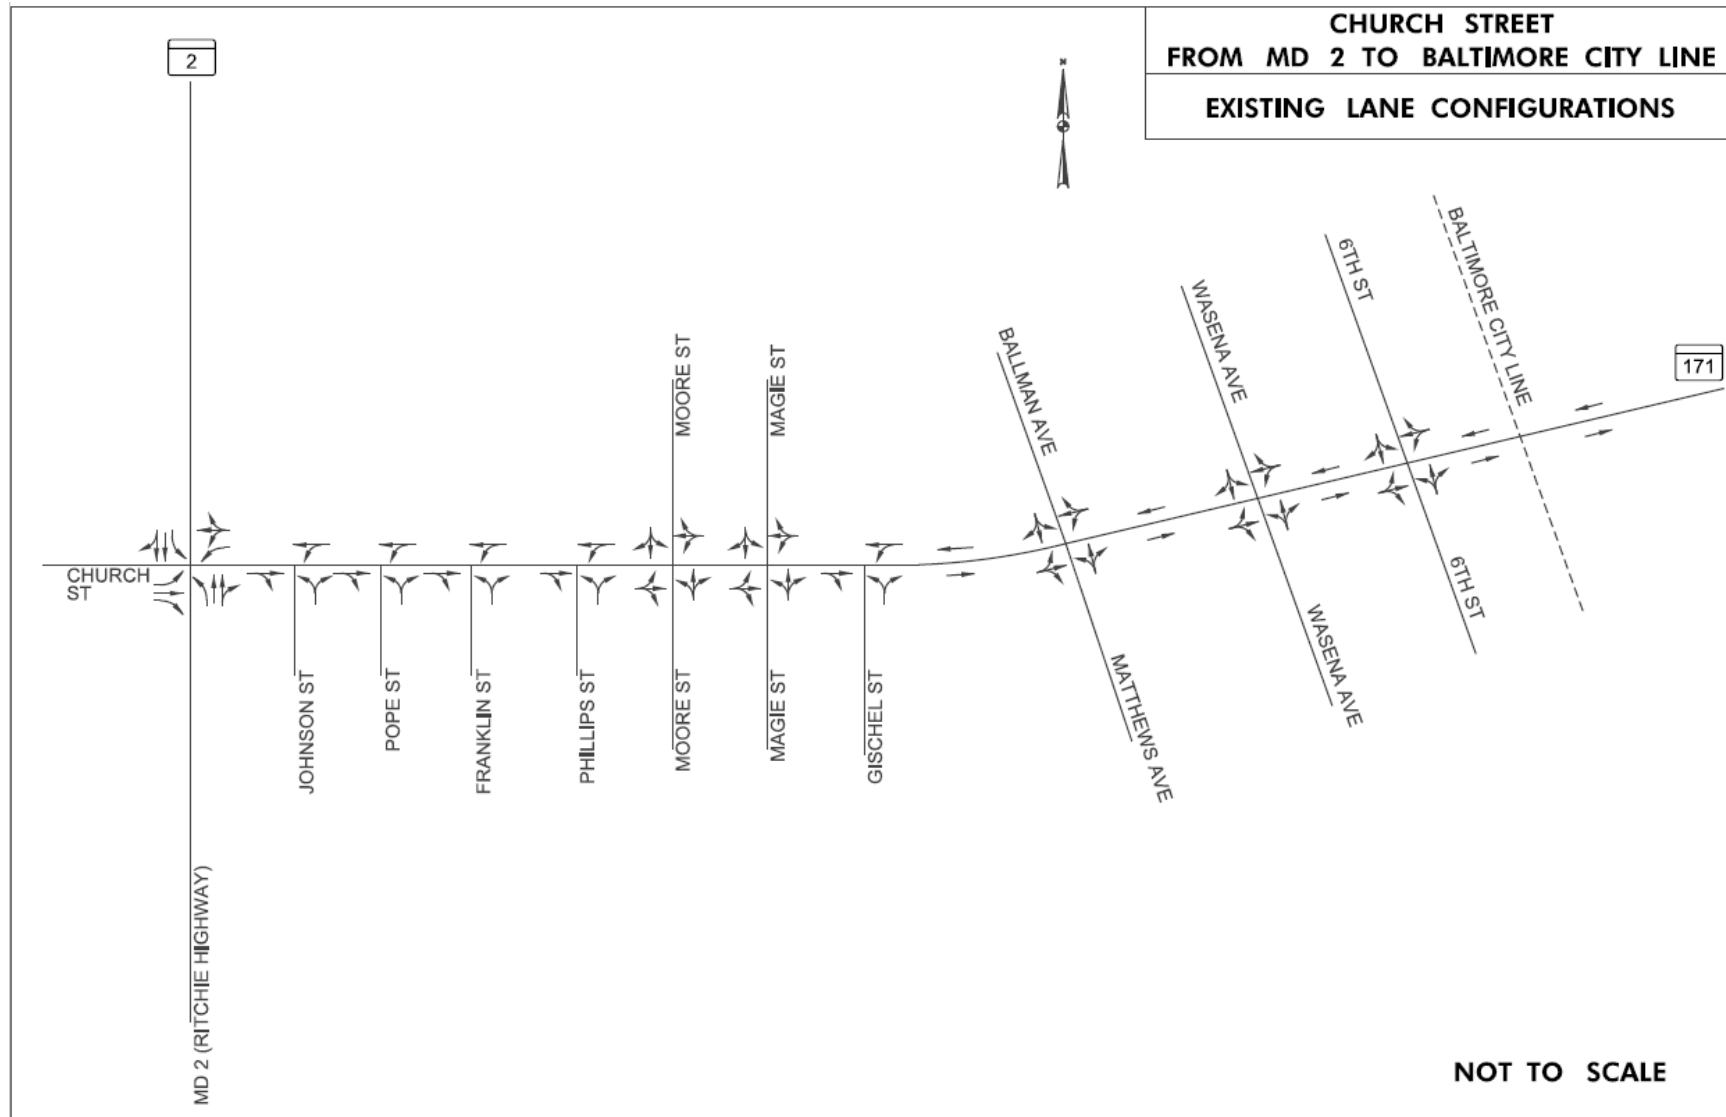 CHURCH STREET
FROM MD 2 TO BALTIMORE CITY LINE
EXISTING LANE CONFIGURATIONS
2
N
6TH ST
BALTIMORE CITY LINE
WASENA AVE
BALLMAN AVE
171
MOORE ST
MAGIE ST
CHURCH
ST
JOHNSON ST
POPE ST
FRANKLIN ST
PHILLIPS ST
MOORE ST
MAGIE ST
GISCHEL ST
MATTHEWS AVE
WASENA AVE
6TH ST
MD 2 (RITCHIE HIGHWAY)
NOT TO SCALE